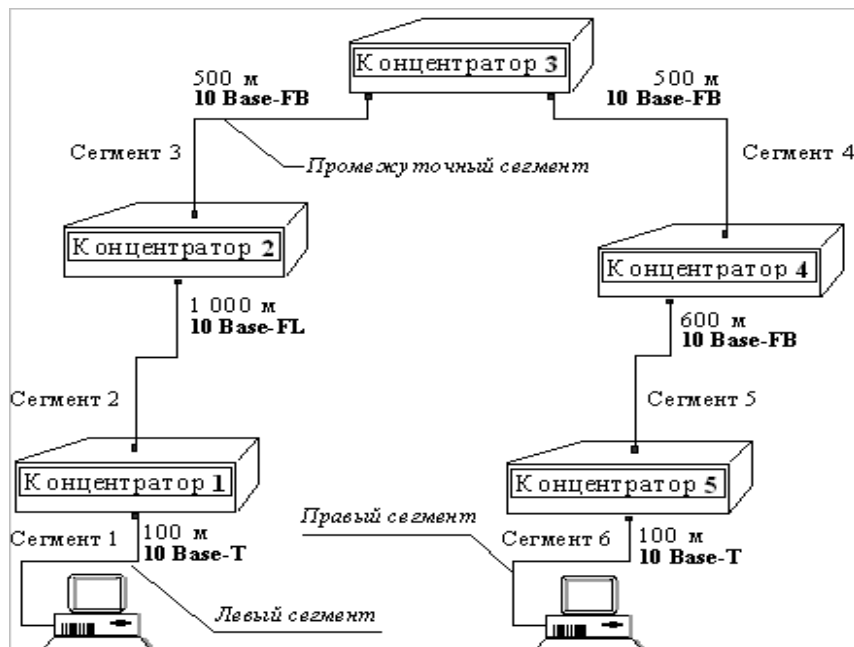 Концентратор 3
500 м
10 Base-FB
500 м
10 Base-FB
Сегмент 3
Промежуточный сегмент
Сегмент 4
Концентратор 2
Концентратор 4
1 000 м
10 Base-FL
600 м
10 Base-FB
Сегмент 2
Сегмент 5
Концентратор 1
Концентратор 5
Сегмент 1
100 м
10 Base-T
Правый сегмент
Сегмент 6
100 м
10 Base-T
Левый сегмент